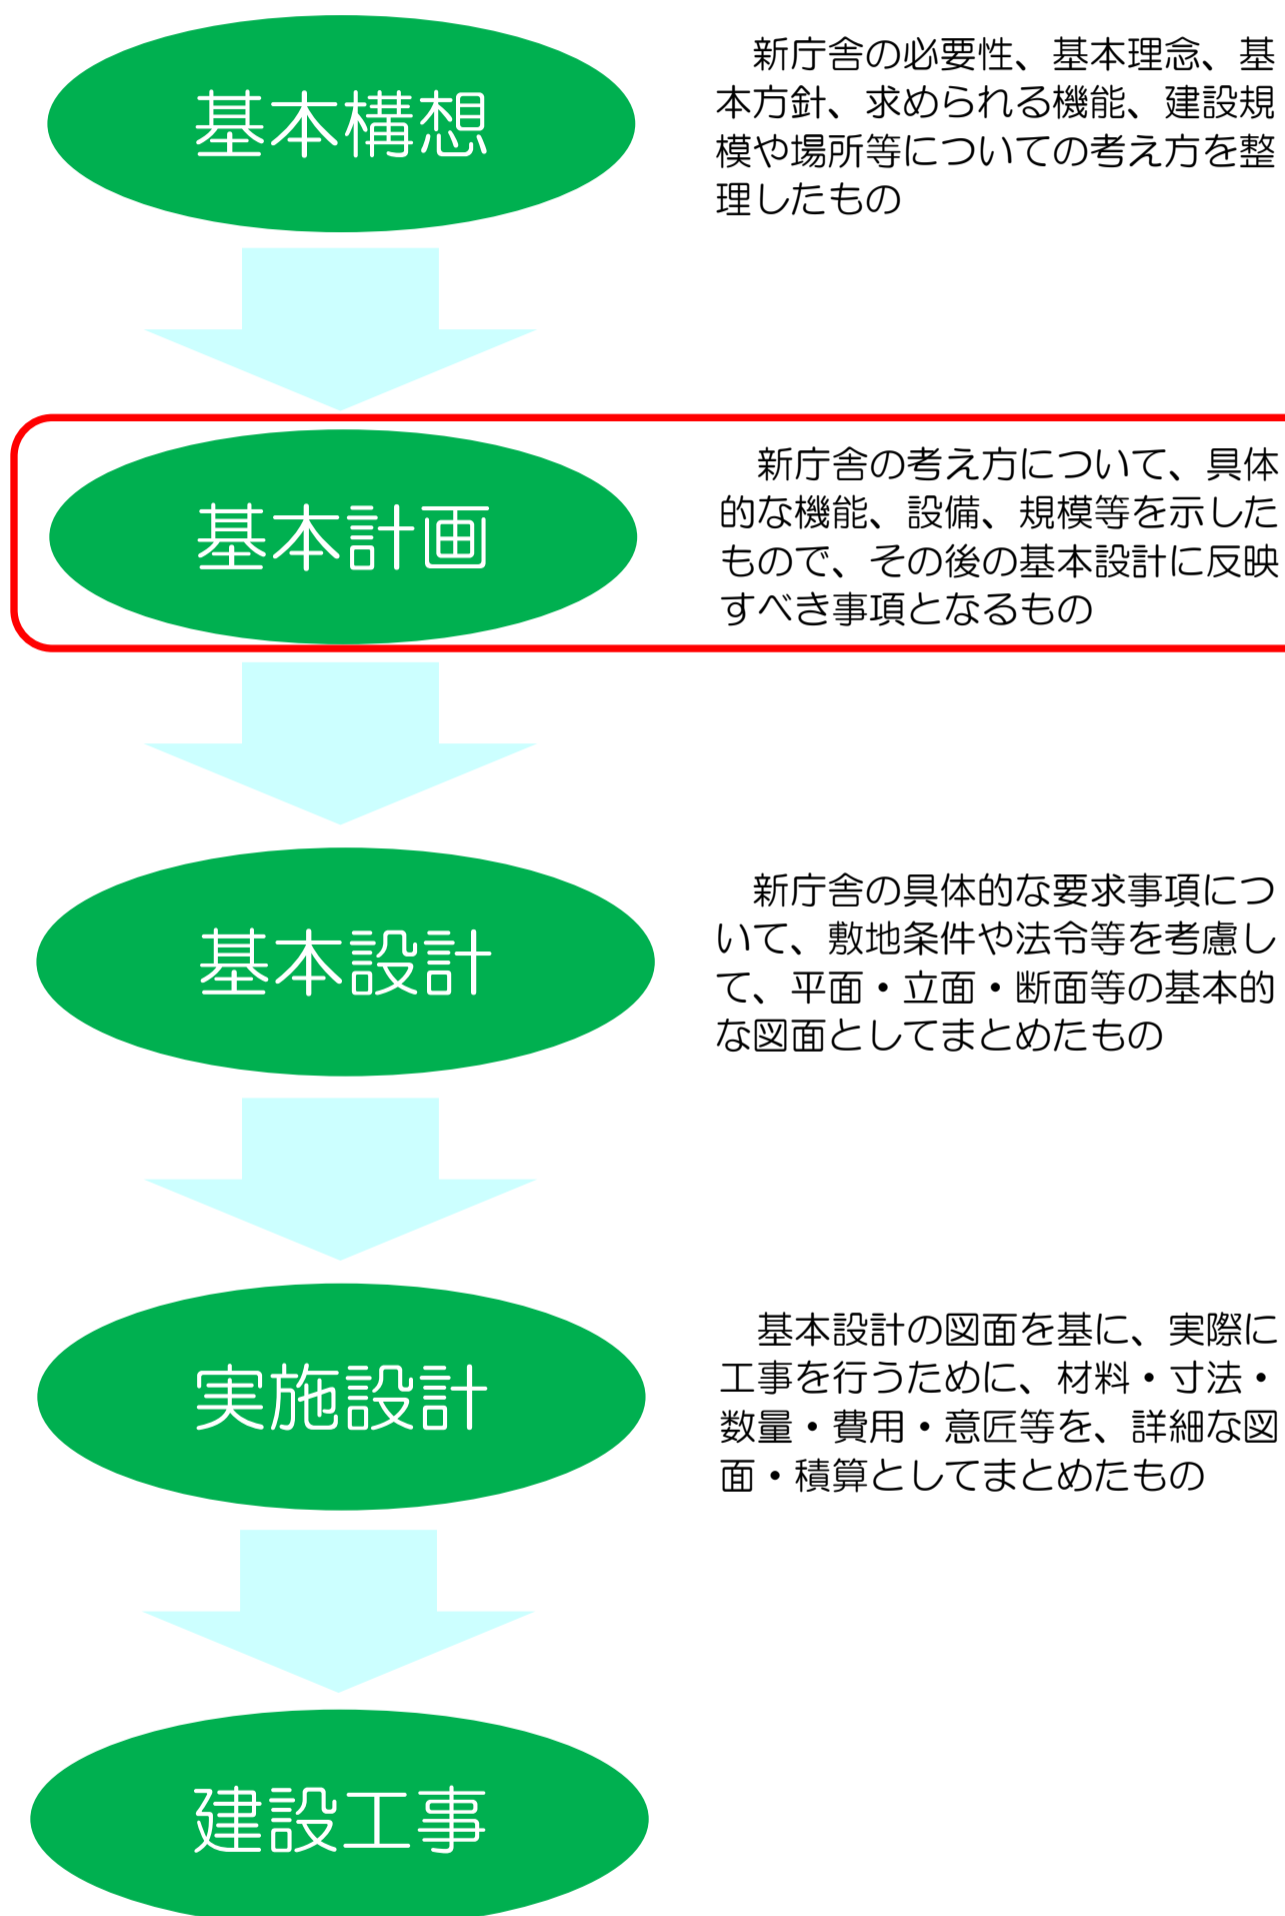 基本構想
新庁舎の必要性、基本理念、基
本方針、求められる機能、建設規
模や場所等についての考え方を整
理したもの
基本計画
新庁舎の考え方について、具体
的な機能、設備、規模等を示した
もので、その後の基本設計に反映
すべき事項となるもの
基本設計
新庁舎の具体的な要求事項につ
いて、敷地条件や法令等を考慮し
て、平面・立面・断面等の基本的
な図面としてまとめたもの
実施設計
基本設計の図面を基に、実際に
工事を行うために、材料・寸法・
数量・費用・意匠等を、詳細な図
面・積算としてまとめたもの
建設工事